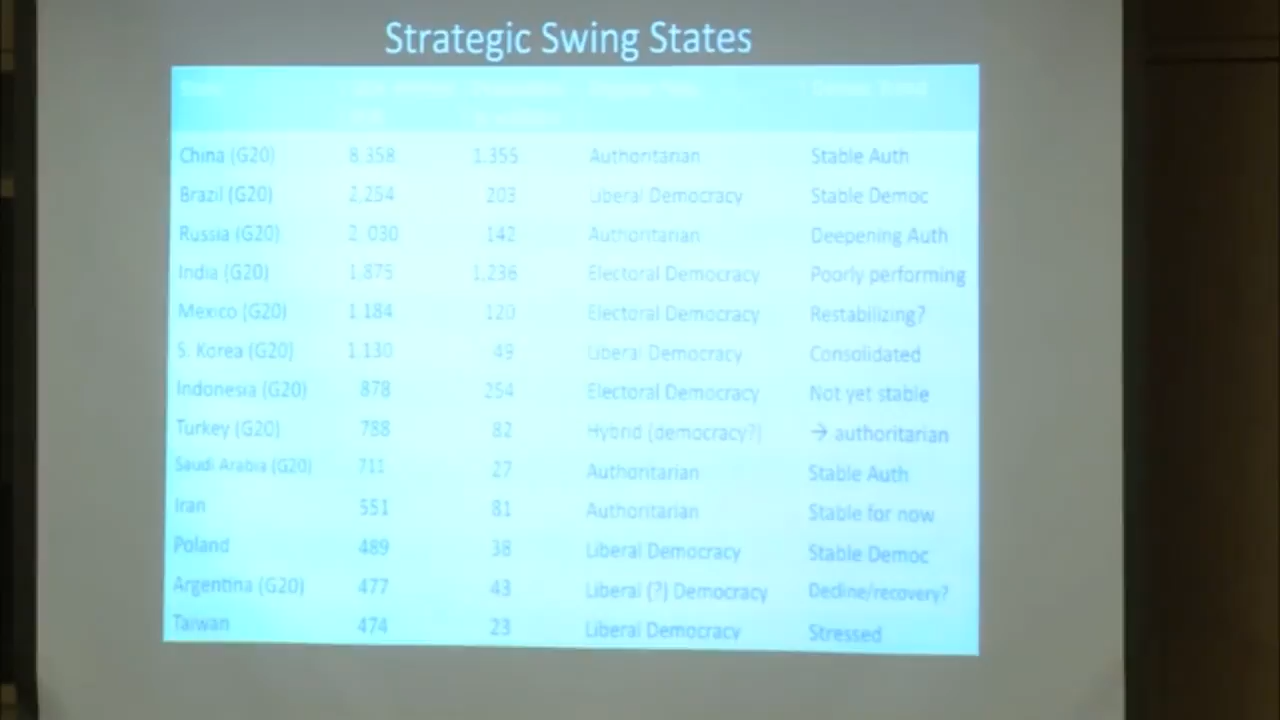 Strategic Swing States
China (G20) 8.358 1.355 Authoritarian Stable Auth
Brazil (G20) 2,254 203 Liberal Democracy Stable Democ
Russia (G20) 2 030 142 Authoritarian Deepening Auth
India (G20) 1.875 1,236 Electoral Democracy Poorly performing
Mexico (G20) 1 184 120 Electoral Democracy Restabilizing?
S. Korea (G20) 1.130 49 Liberal Democracy Consolidated
Indonesia (G20) 878 254 Electoral Democracy Not yet stable
Turkey (G20) 788 82 Hybrid (democracy?) → authoritarian
Saudi Arabia (G20) 711 27 Authoritarian Stable Auth
Iran 551 81 Authoritarian Stable for now
Poland 489 38 Liberal Democracy Stable Democ
Argentina (G20) 477 43 Liberal (?) Democracy Decline/recovery?
Taiwan 474 23 Liberal Democracy Stressed